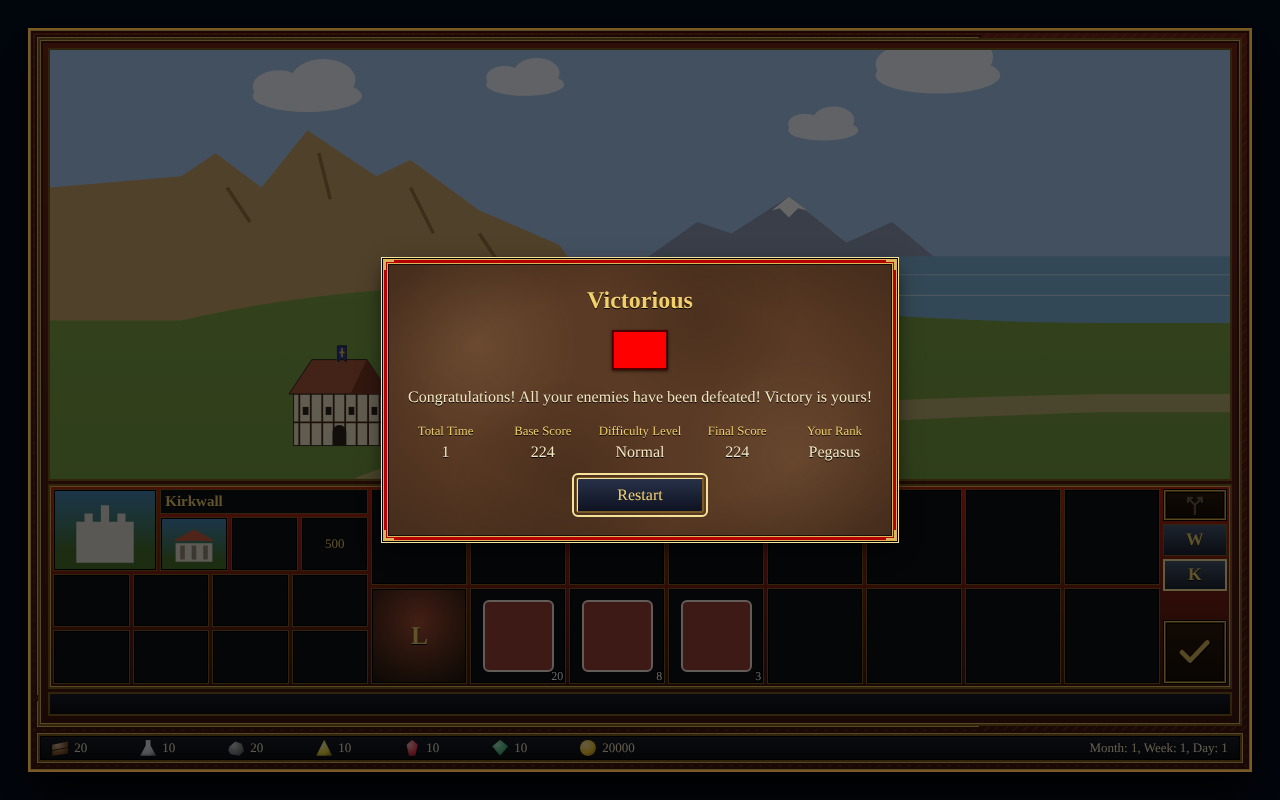 Victorious
Congratulations! All your enemies have been defeated! Victory is yours!
Total Time Base Score Difficulty Level Final Score Your Rank
1 224 Normal 224 Pegasus
Restart
Kirkwall
500
W
K
L
20 8 3
20 10 20 10 10 10 20000 Month: 1, Week: 1, Day: 1